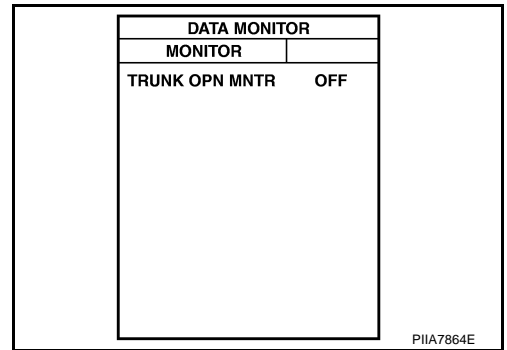 DATA MONITOR
MONITOR
TRUNK OPN MNTR OFF
PIIA7864E